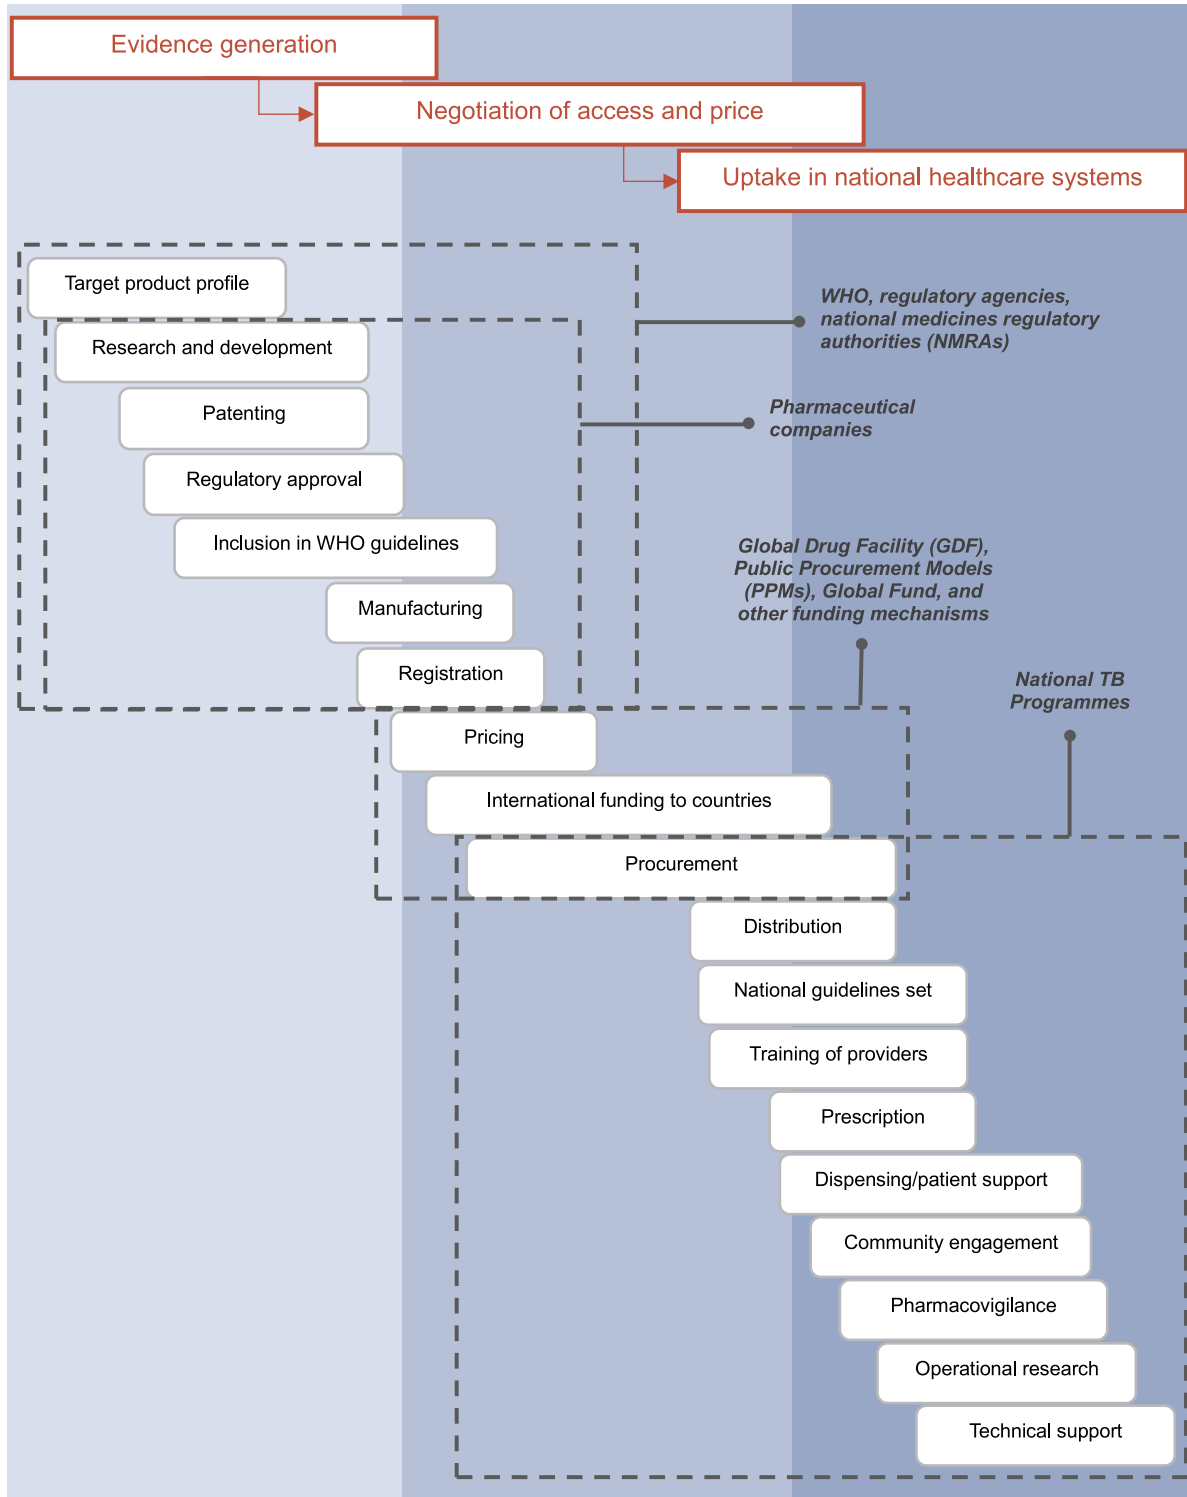 Evidence generation
Negotiation of access and price
Uptake in national healthcare systems
Target product profile
WHO, regulatory agencies,
national medicines regulatory
authorities (NMRAs)
Research and development
Patenting
Pharmaceutical
companies
Regulatory approval
Inclusion in WHO guidelines
Global Drug Facility (GDF),
Public Procurement Models
(PPMs), Global Fund, and
other funding mechanisms
Manufacturing
Registration
National TB
Programmes
Pricing
International funding to countries
Procurement
Distribution
National guidelines set
Training of providers
Prescription
Dispensing/patient support
Community engagement
Pharmacovigilance
Operational research
Technical support